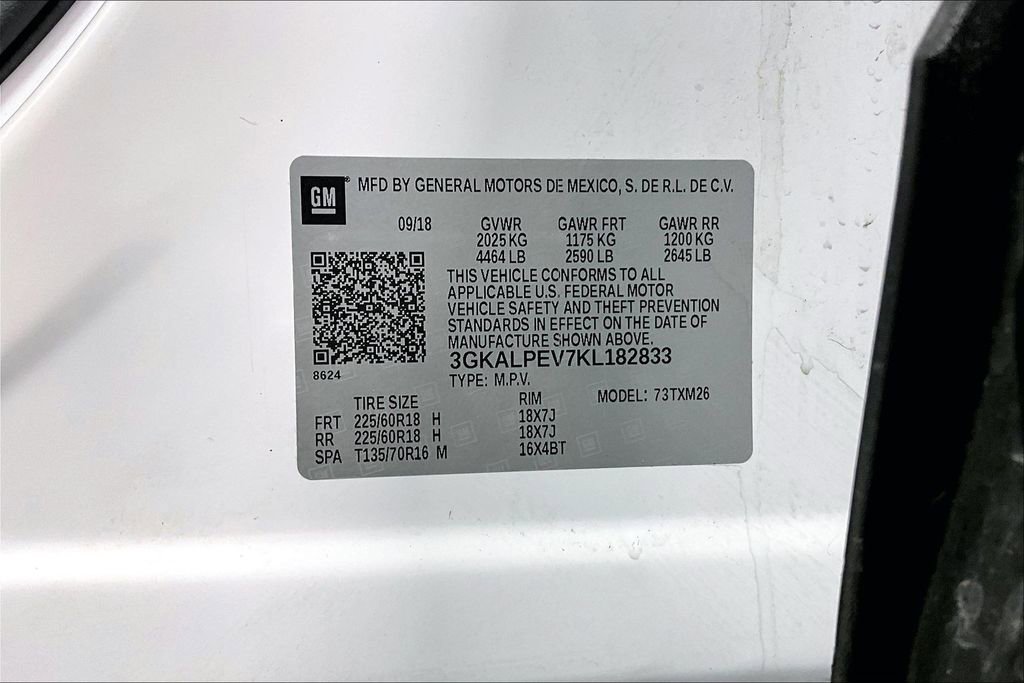 GM® MFD BY GENERAL MOTORS DE MEXICO, S. DE R.L. DE C.V.
09/18 GVWR GAWR FRT GAWR RR
2025 KG 1175 KG 1200 KG
4464 LB 2590 LB 2645 LB
THIS VEHICLE CONFORMS TO ALL
APPLICABLE U.S. FEDERAL MOTOR
VEHICLE SAFETY AND THEFT PREVENTION
STANDARDS IN EFFECT ON THE DATE OF
MANUFACTURE SHOWN ABOVE.
3GKALPEV7KL182833
8624
TYPE: M.P.V.
TIRE SIZE RIM MODEL: 73TXM26
FRT 225/60R18 H 18X7J
RR 225/60R18 H 18X7J
SPA T135/70R16 M 16X4BT